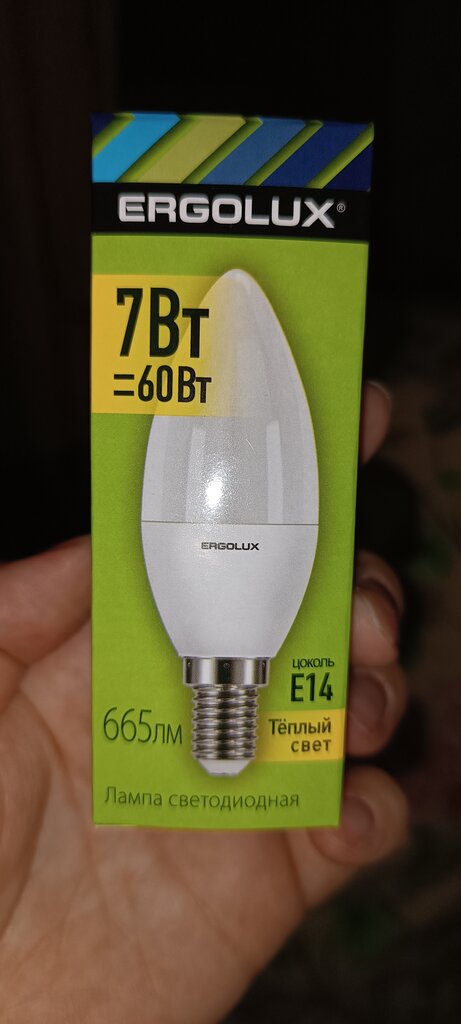 ERGOLUX®
7Вт
=60Вт
ERGOLUX
цоколь
E14
665лм
Тёплый
свет
Лампа светодиодная